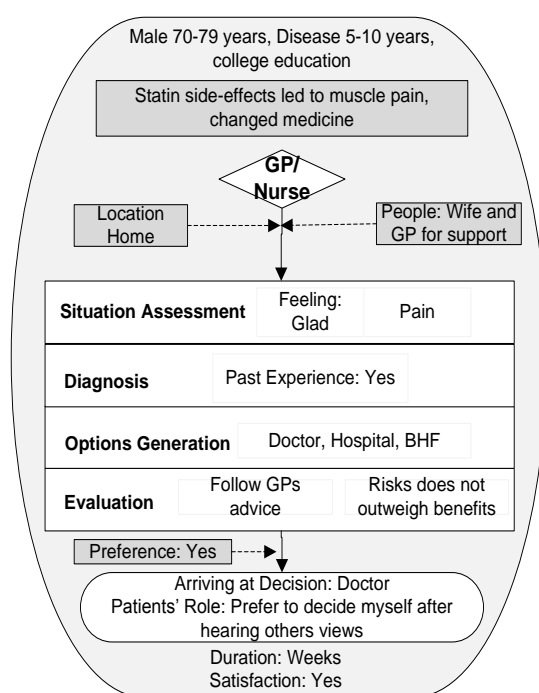 Male 70-79 years, Disease 5-10 years,
college education
Statin side-effects led to muscle pain,
changed medicine
GP/
Nurse
Location
Home
People: Wife and
GP for support
Situation Assessment
Feeling:
Glad
Pain
Diagnosis
Past Experience: Yes
Options Generation
Doctor, Hospital, BHF
Evaluation
Follow GPs
advice
Risks does not
outweigh benefits
Preference: Yes
Arriving at Decision: Doctor
Patients' Role: Prefer to decide myself after
hearing others views
Duration: Weeks
Satisfaction: Yes